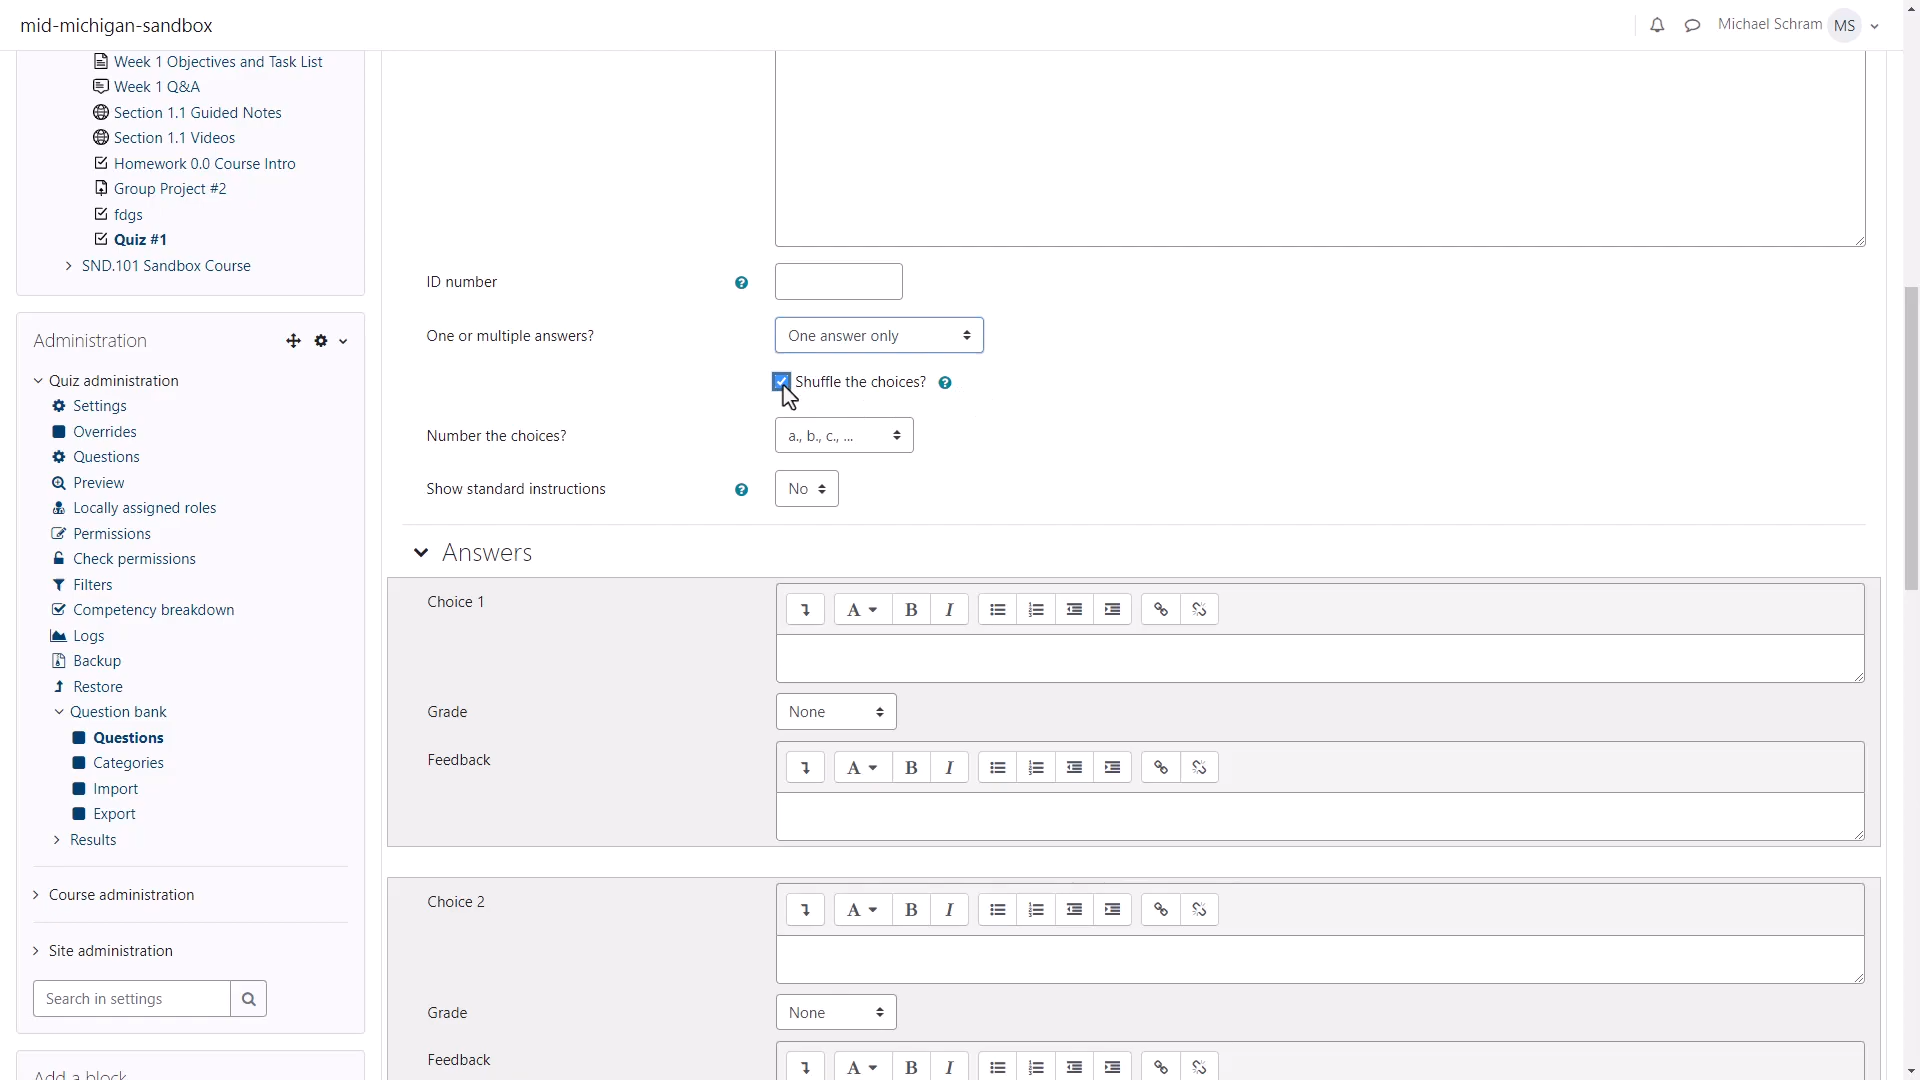 mid-michigan-sandbox
Michael Schram MS
Week 1 Objectives and Task List
Week 1 Q&A
Section 1.1 Guided Notes
Section 1.1 Videos
Homework 0.0 Course Intro
Group Project #2
fdgs
Quiz #1
SND.101 Sandbox Course
Administration
Quiz administration
Settings
Overrides
Questions
Preview
Locally assigned roles
Permissions
Check permissions
Filters
Competency breakdown
Logs
Backup
Restore
Question bank
Questions
Categories
Import
Export
Results
Course administration
Site administration
Search in settings
Add a block
ID number
One or multiple answers? One answer only
Shuffle the choices?
Number the choices? a., b., c., ...
Show standard instructions No
Answers
Choice 1
A B I
Grade None
Feedback
A B I
Choice 2
A B I
Grade None
Feedback
A B I